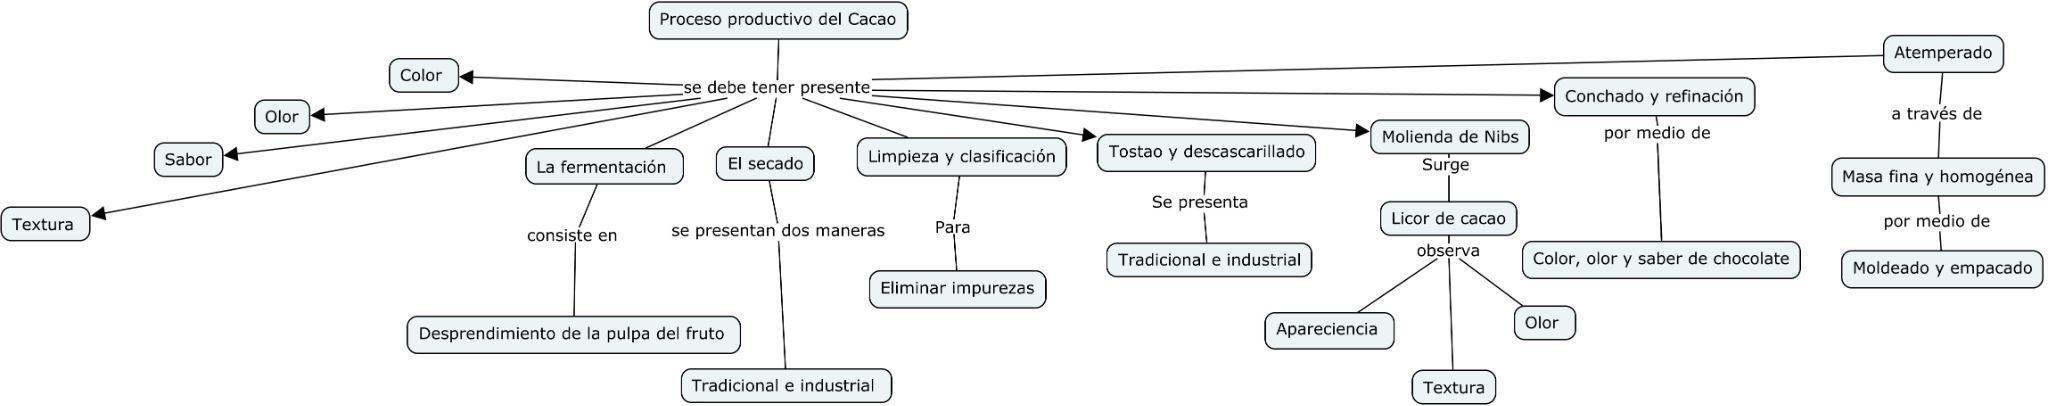 Proceso productivo del Cacao
se debe tener presente
Color
Olor
Sabor
Textura
La fermentación
consiste en
Desprendimiento de la pulpa del fruto
El secado
se presentan dos maneras
Tradicional e industrial
Limpieza y clasificación
Para
Eliminar impurezas
Tostao y descascarillado
Se presenta
Tradicional e industrial
Molienda de Nibs
Surge
Licor de cacao
observa
Apareciencia
Textura
Olor
Conchado y refinación
por medio de
Color, olor y saber de chocolate
Atemperado
a través de
Masa fina y homogénea
por medio de
Moldeado y empacado